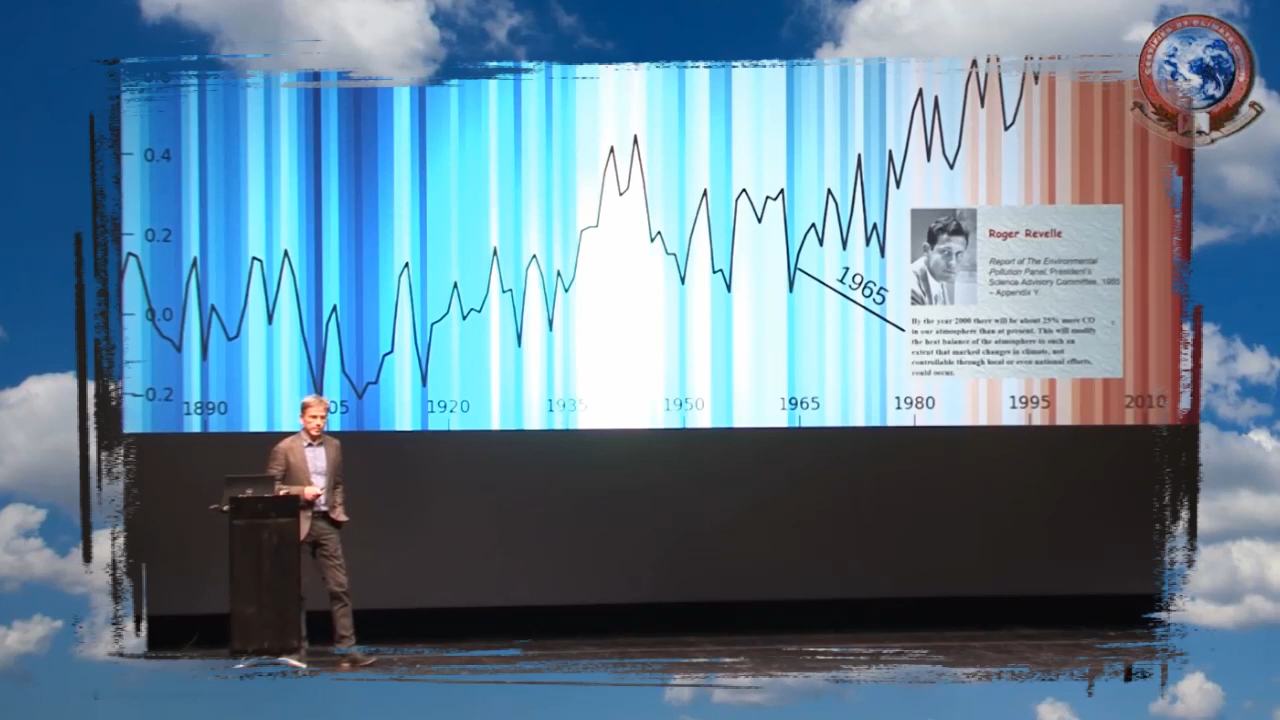 0.4
0.2
0.0
-0.2
1890 05 1920 1935 1950 1965 1980 1995 2010
1965
Roger Revelle
Report of The Environmental
Pollution Panel, President's
Science Advisory Committee, 1965
– Appendix Y
By the year 2000 there will be about 25% more CO
in our atmosphere than at present. This will modify
the heat balance of the atmosphere to such an
extent that marked changes in climate, not
controllable through local or even national efforts,
could occur.